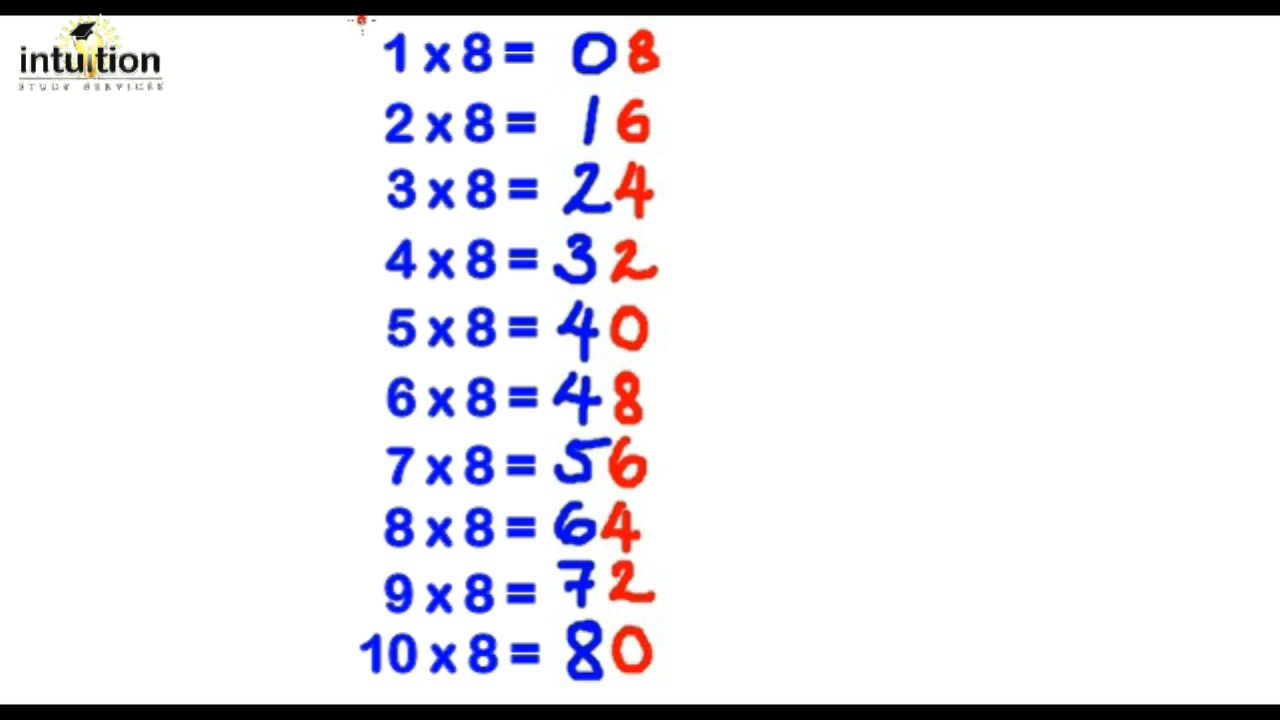 intuition
STUDY SERVICES
1 x 8 = 08
2 x 8 = 16
3 x 8 = 24
4 x 8 = 32
5 x 8 = 40
6 x 8 = 48
7 x 8 = 56
8 x 8 = 64
9 x 8 = 72
10 x 8 = 80